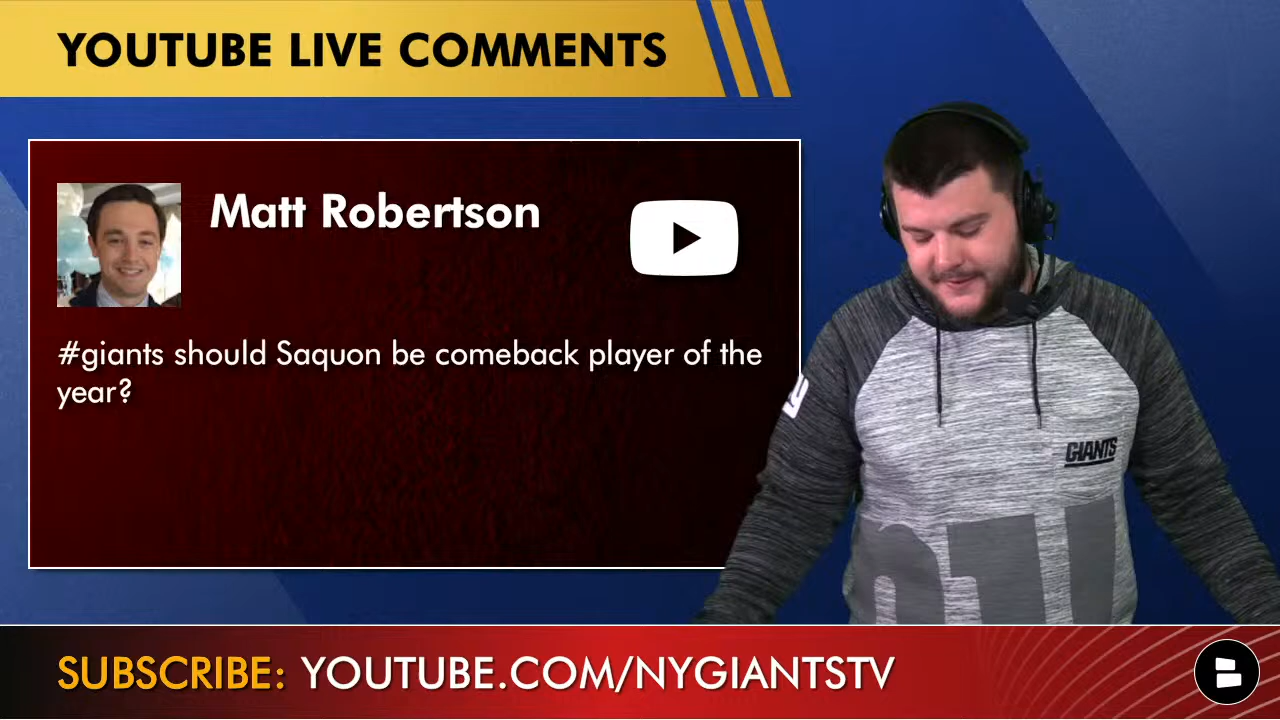 YOUTUBE LIVE COMMENTS
Matt Robertson
#giants should Saquon be comeback player of the
year?
GIANTS
ny
SUBSCRIBE: YOUTUBE.COM/NYGIANTSTV